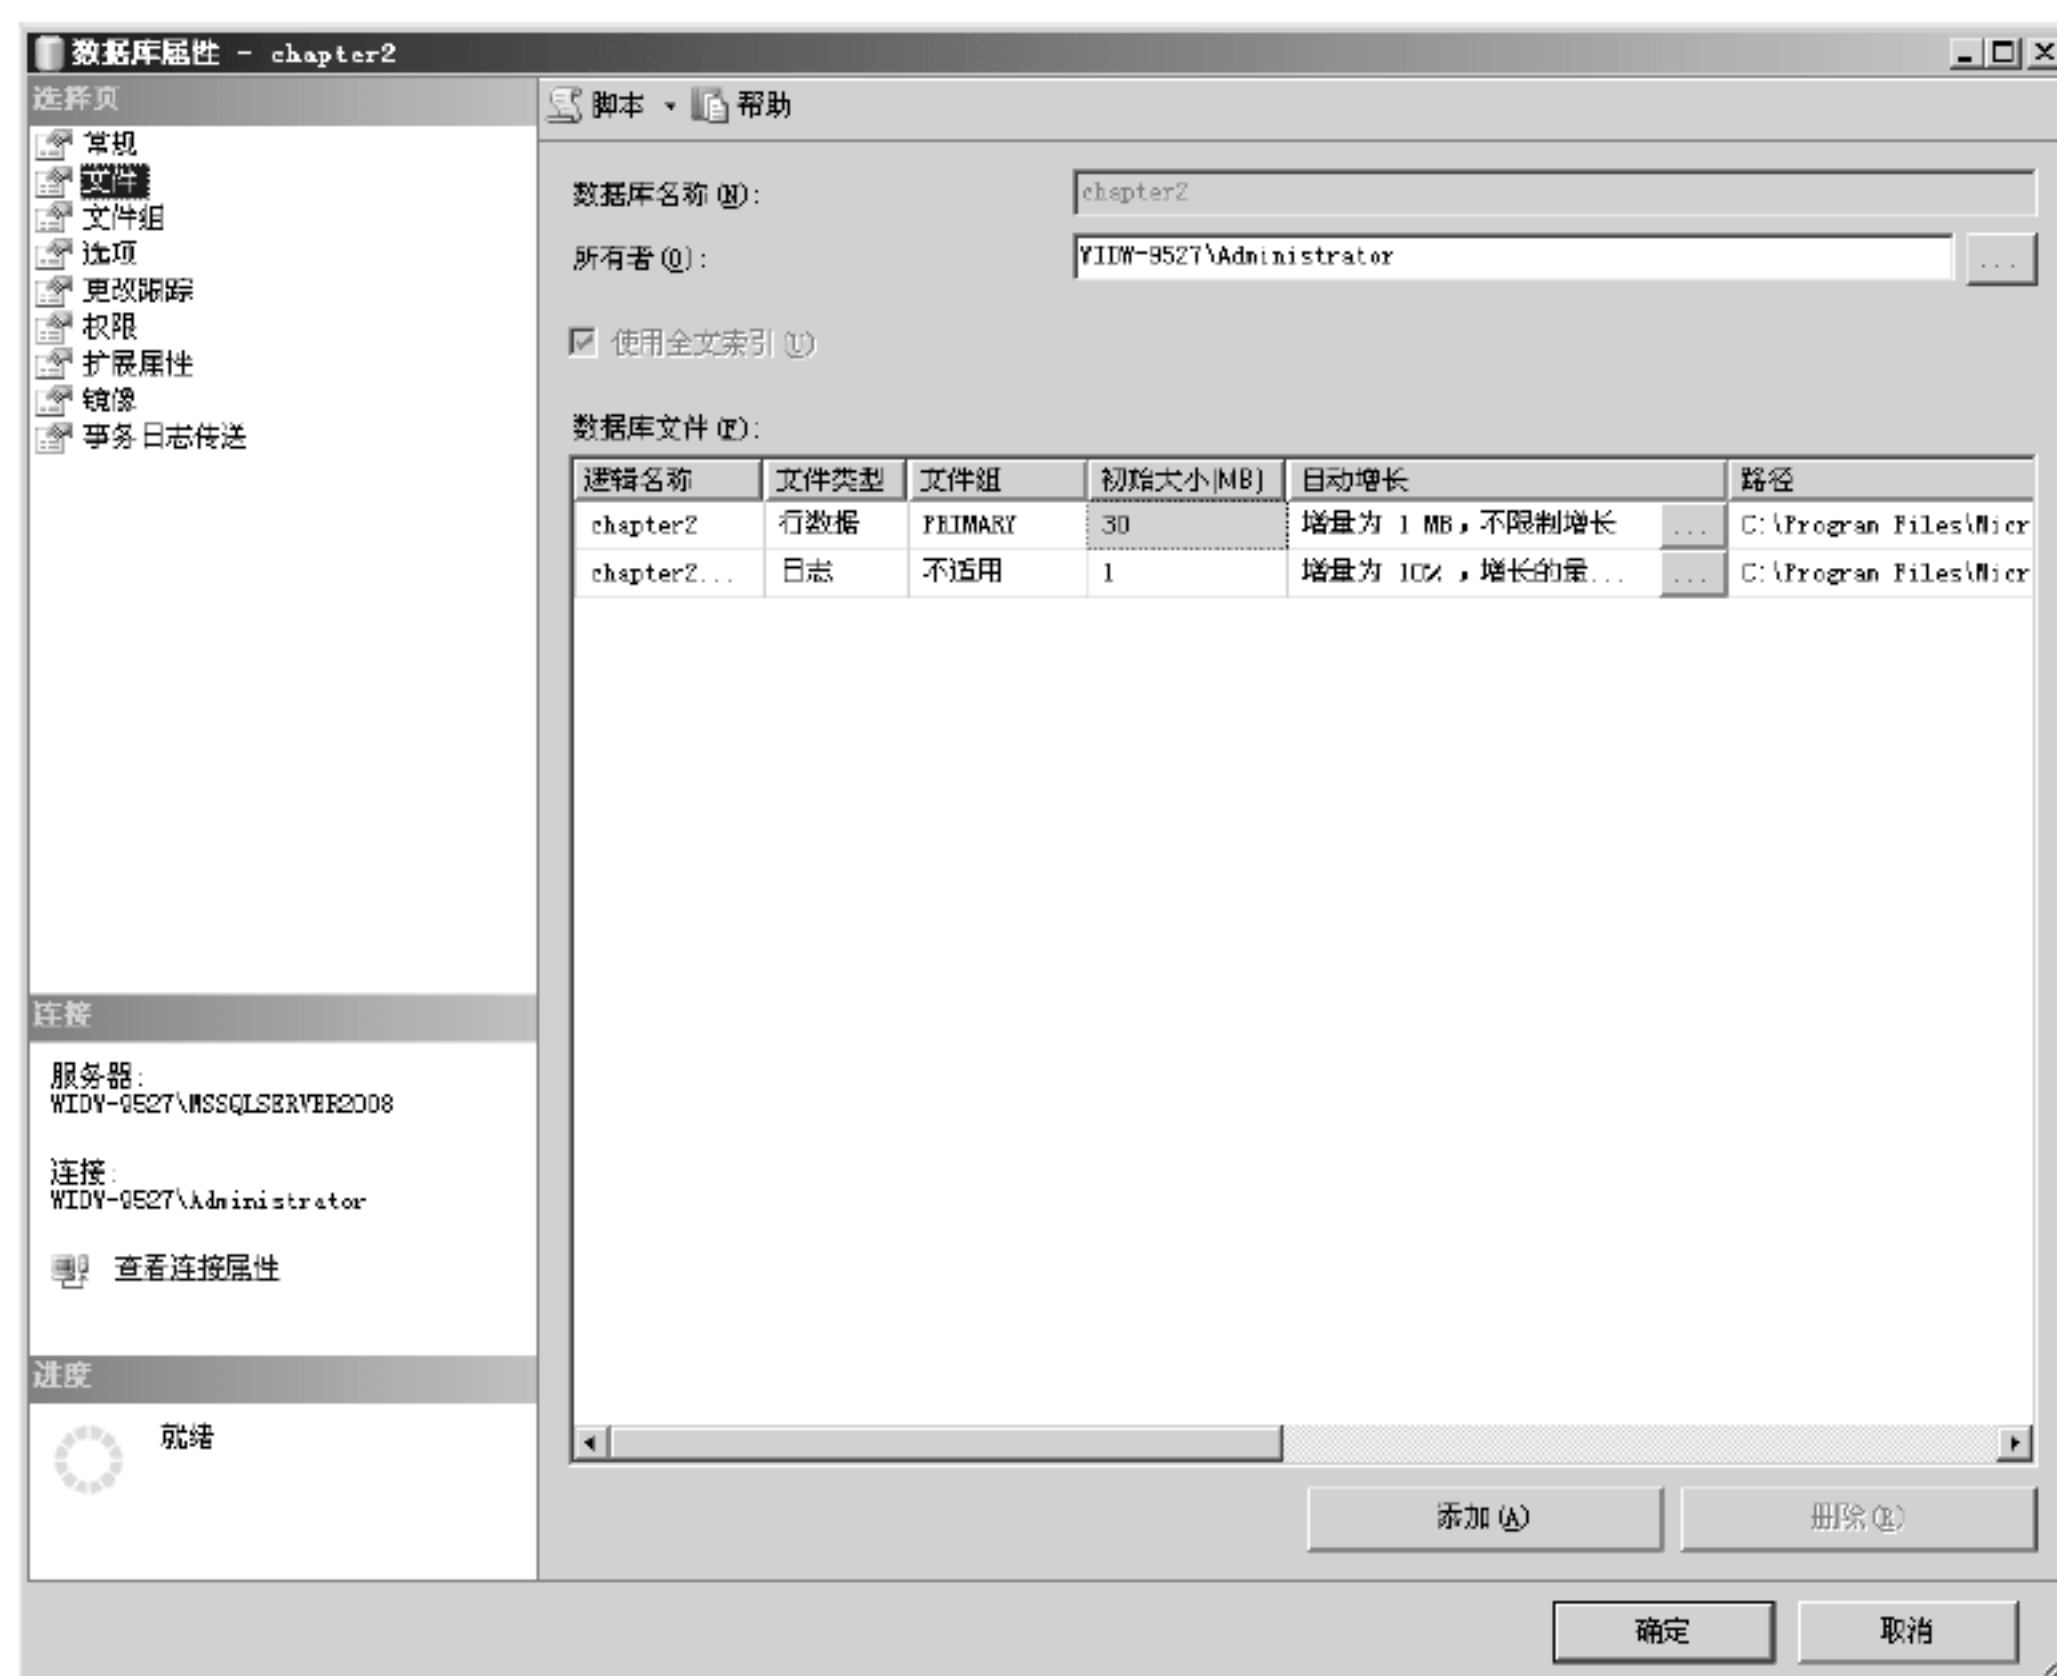 数据库属性 - chapter2
选择页
常规
文件
文件组
选项
更改跟踪
权限
扩展属性
镜像
事务日志传送
脚本 帮助
数据库名称(N): chapter2
所有者(O): WIDW-9527\Administrator ...
使用全文索引(U)
数据库文件(F):
逻辑名称 文件类型 文件组 初始大小(MB) 自动增长 路径
chapter2 行数据 PRIMARY 30 增量为 1 MB，不限制增长 ... C:\Program Files\Micr
chapter2... 日志 不适用 1 增量为 10%，增长的最... ... C:\Program Files\Micr
连接
服务器:
WIDW-9527\MSSQLSERVER2008
连接:
WIDW-9527\Administrator
查看连接属性
进度
就绪
添加(A) 删除(R)
确定 取消